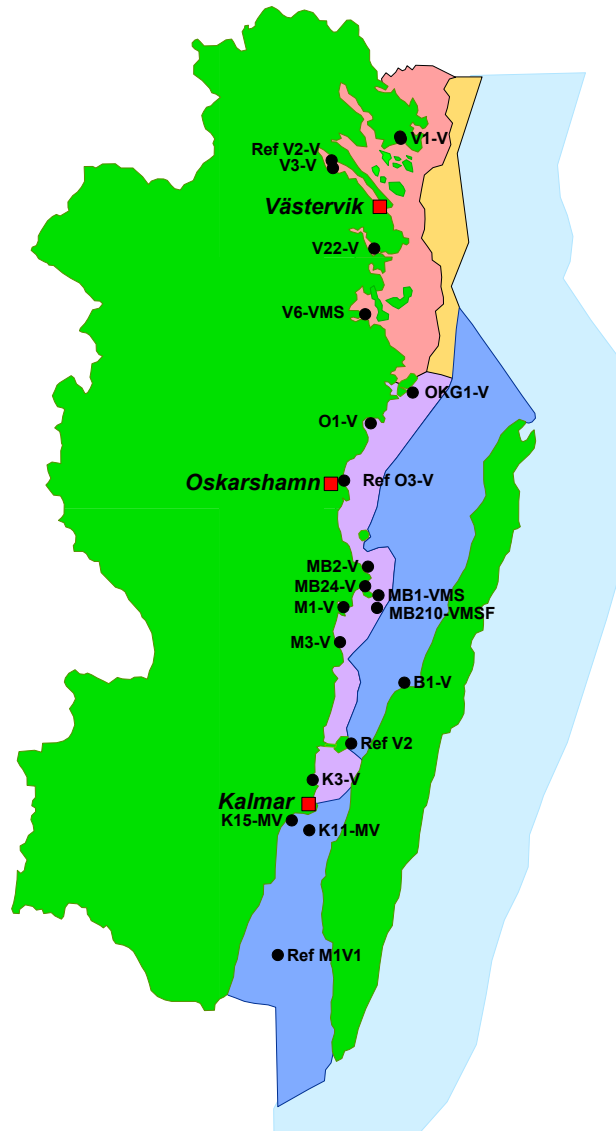 V1-V
Ref V2-V
V3-V
Västervik
V22-V
V6-VMS
OKG1-V
O1-V
Oskarshamn
Ref O3-V
MB2-V
MB24-V
MB1-VMS
M1-V
MB210-VMSF
M3-V
B1-V
Ref V2
K3-V
Kalmar
K15-MV
K11-MV
Ref M1V1